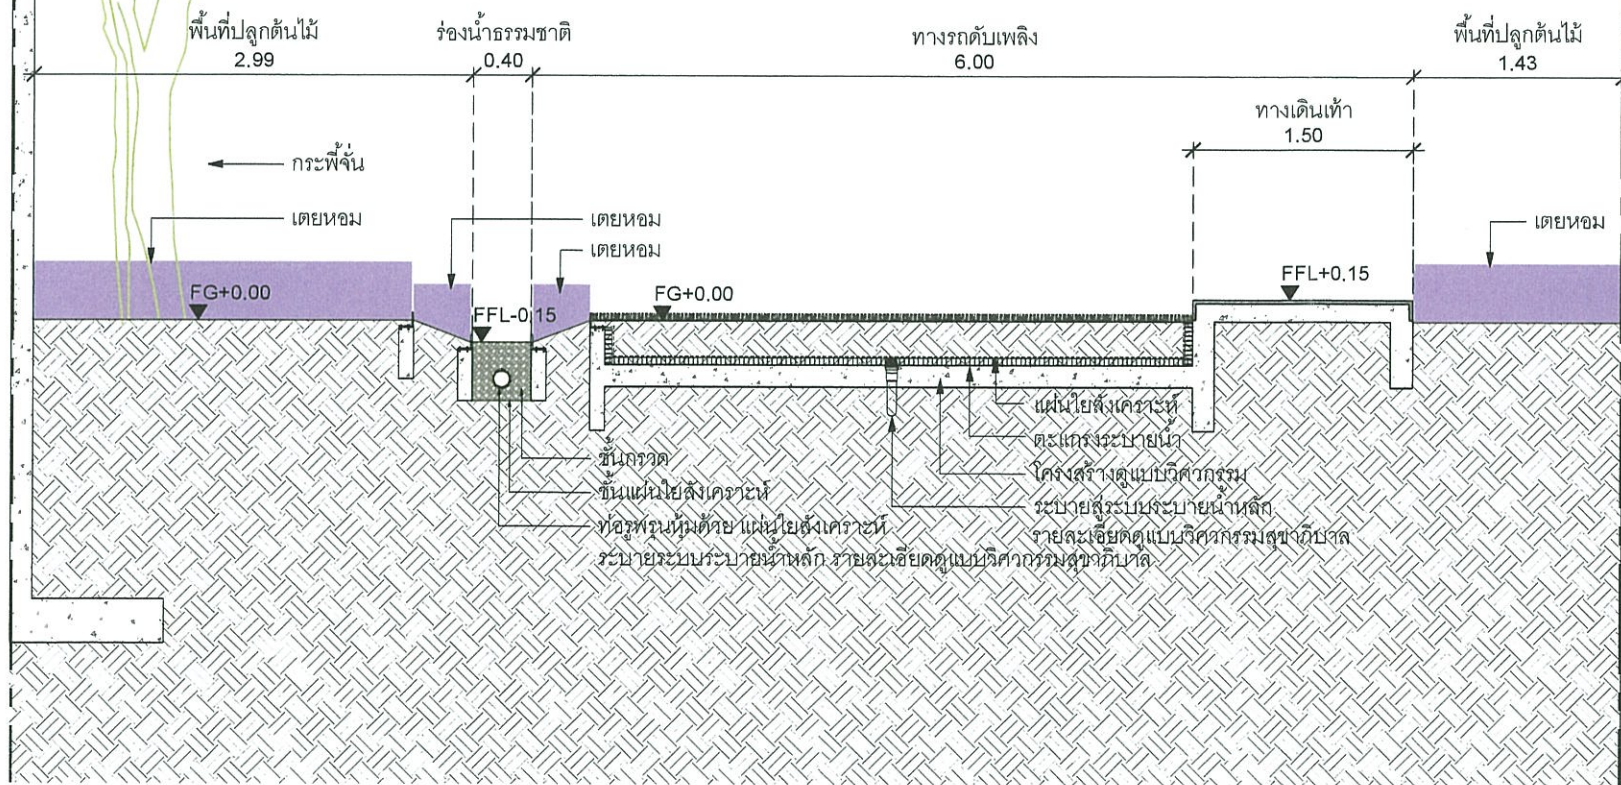 พื้นที่ปลูกต้นไม้
2.99
ร่องน้ำธรรมชาติ
0.40
ทางรถดับเพลิง
6.00
พื้นที่ปลูกต้นไม้
1.43
ทางเดินเท้า
1.50
กระพี้จั่น
เตยหอม
เตยหอม
เตยหอม
เตยหอม
FG+0.00
FFL-0.15
FG+0.00
FFL+0.15
แผ่นใยสังเคราะห์
ตะแกรงระบายน้ำ
โครงสร้างดูแบบวิศวกรรม
ระบายสู่ระบบระบายน้ำหลัก
รายละเอียดดูแบบวิศวกรรมสุขาภิบาล
ชั้นกรวด
ชั้นแผ่นใยสังเคราะห์
ท่อรูพรุนหุ้มด้วย แผ่นใยสังเคราะห์
ระบายระบบระบายน้ำหลัก รายละเอียดดูแบบวิศวกรรมสุขาภิบาล